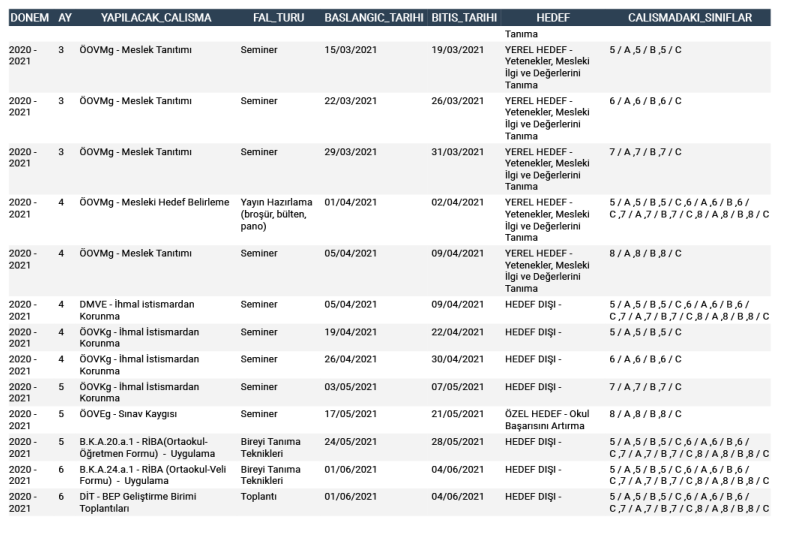 DONEM AY YAPILACAK_CALISMA FAL_TURU BASLANGIC_TARIHI BITIS_TARIHI HEDEF CALISMADAKI_SINIFLAR
Tanıma
2020 - 3 ÖOVMg - Meslek Tanıtımı Seminer 15/03/2021 19/03/2021 YEREL HEDEF - 5 / A ,5 / B ,5 / C
2021 Yetenekler, Mesleki
İlgi ve Değerlerini
Tanıma
2020 - 3 ÖOVMg - Meslek Tanıtımı Seminer 22/03/2021 26/03/2021 YEREL HEDEF - 6 / A ,6 / B ,6 / C
2021 Yetenekler, Mesleki
İlgi ve Değerlerini
Tanıma
2020 - 3 ÖOVMg - Meslek Tanıtımı Seminer 29/03/2021 31/03/2021 YEREL HEDEF - 7 / A ,7 / B ,7 / C
2021 Yetenekler, Mesleki
İlgi ve Değerlerini
Tanıma
2020 - 4 ÖOVMg - Mesleki Hedef Belirleme Yayın Hazırlama 01/04/2021 02/04/2021 YEREL HEDEF - 5 / A ,5 / B ,5 / C ,6 / A ,6 / B ,6 /
2021 (broşür, bülten, Yetenekler, Mesleki C ,7 / A ,7 / B ,7 / C ,8 / A ,8 / B ,8 / C
pano) İlgi ve Değerlerini
Tanıma
2020 - 4 ÖOVMg - Meslek Tanıtımı Seminer 05/04/2021 09/04/2021 YEREL HEDEF - 8 / A ,8 / B ,8 / C
2021 Yetenekler, Mesleki
İlgi ve Değerlerini
Tanıma
2020 - 4 DMVE - İhmal istismardan Seminer 05/04/2021 09/04/2021 HEDEF DIŞI - 5 / A ,5 / B ,5 / C ,6 / A ,6 / B ,6 /
2021 Korunma C ,7 / A ,7 / B ,7 / C ,8 / A ,8 / B ,8 / C
2020 - 4 ÖOVKg - İhmal İstismardan Seminer 19/04/2021 22/04/2021 HEDEF DIŞI - 5 / A ,5 / B ,5 / C
2021 Korunma
2020 - 4 ÖOVKg - İhmal İstismardan Seminer 26/04/2021 30/04/2021 HEDEF DIŞI - 6 / A ,6 / B ,6 / C
2021 Korunma
2020 - 5 ÖOVKg - İhmal İstismardan Seminer 03/05/2021 07/05/2021 HEDEF DIŞI - 7 / A ,7 / B ,7 / C
2021 Korunma
2020 - 5 ÖOVEg - Sınav Kaygısı Seminer 17/05/2021 21/05/2021 ÖZEL HEDEF - Okul 8 / A ,8 / B ,8 / C
2021 Başarısını Artırma
2020 - 5 B.K.A.20.a.1 - RİBA(Ortaokul- Bireyi Tanıma 24/05/2021 28/05/2021 HEDEF DIŞI - 5 / A ,5 / B ,5 / C ,6 / A ,6 / B ,6 /
2021 Öğretmen Formu) - Uygulama Teknikleri C ,7 / A ,7 / B ,7 / C ,8 / A ,8 / B ,8 / C
2020 - 6 B.K.A.24.a.1 - RİBA (Ortaokul-Veli Bireyi Tanıma 01/06/2021 04/06/2021 HEDEF DIŞI - 5 / A ,5 / B ,5 / C ,6 / A ,6 / B ,6 /
2021 Formu) - Uygulama Teknikleri C ,7 / A ,7 / B ,7 / C ,8 / A ,8 / B ,8 / C
2020 - 6 DİT - BEP Geliştirme Birimi Toplantı 01/06/2021 04/06/2021 HEDEF DIŞI - 5 / A ,5 / B ,5 / C ,6 / A ,6 / B ,6 /
2021 Toplantıları C ,7 / A ,7 / B ,7 / C ,8 / A ,8 / B ,8 / C